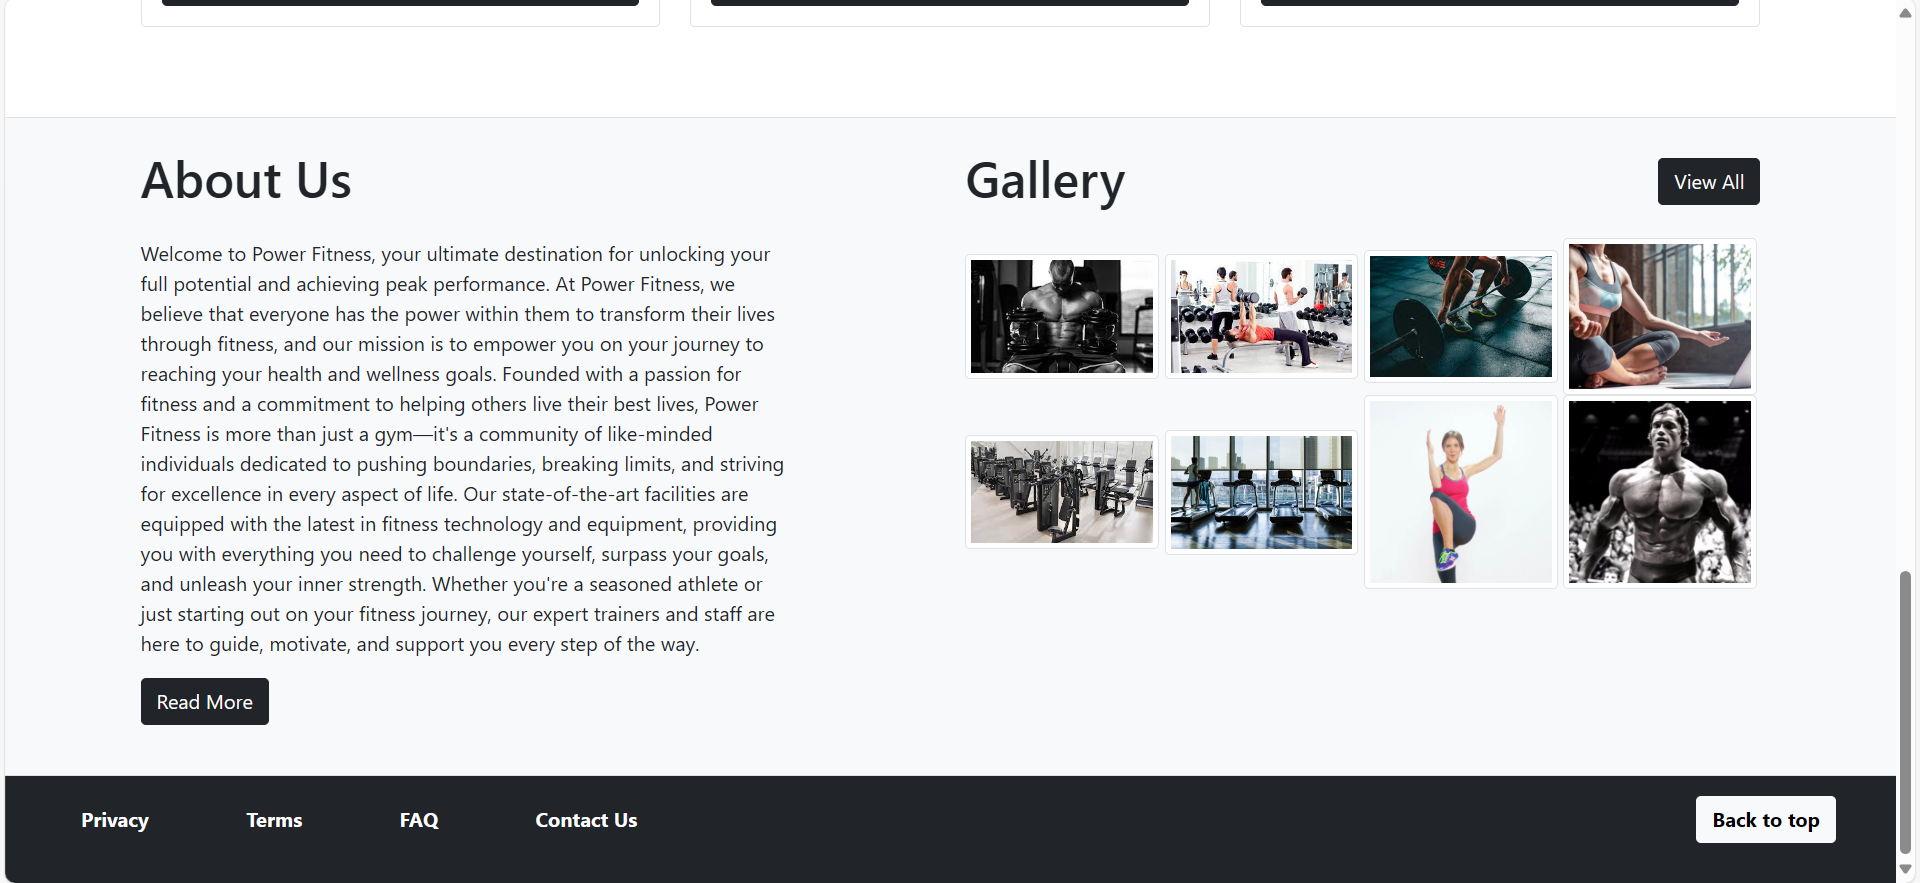 About Us
Welcome to Power Fitness, your ultimate destination for unlocking your
full potential and achieving peak performance. At Power Fitness, we
believe that everyone has the power within them to transform their lives
through fitness, and our mission is to empower you on your journey to
reaching your health and wellness goals. Founded with a passion for
fitness and a commitment to helping others live their best lives, Power
Fitness is more than just a gym—it's a community of like-minded
individuals dedicated to pushing boundaries, breaking limits, and striving
for excellence in every aspect of life. Our state-of-the-art facilities are
equipped with the latest in fitness technology and equipment, providing
you with everything you need to challenge yourself, surpass your goals,
and unleash your inner strength. Whether you're a seasoned athlete or
just starting out on your fitness journey, our expert trainers and staff are
here to guide, motivate, and support you every step of the way.
Read More
Gallery
View All
Privacy
Terms
FAQ
Contact Us
Back to top